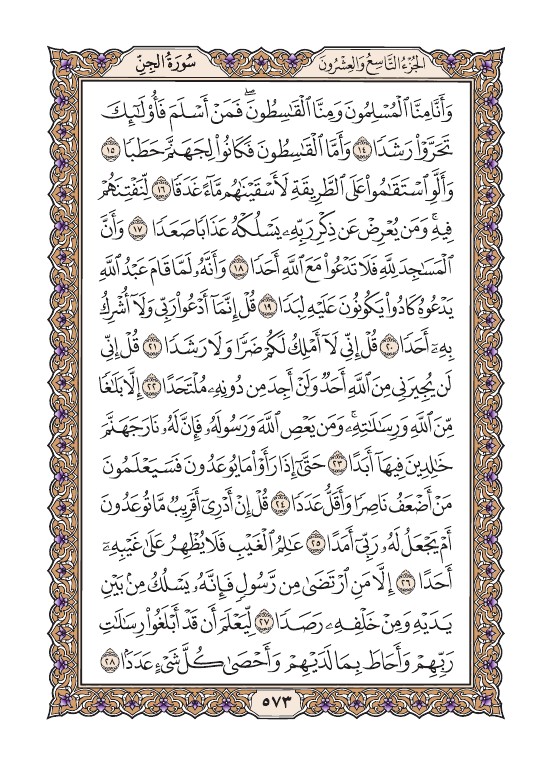 الجُزْءُ التَّاسِعُ وَالعِشْرُونَ
سُورَةُ الجِنِّ
وَأَنَّا مِنَّا ٱلْمُسْلِمُونَ وَمِنَّا ٱلْقَٰسِطُونَۖ فَمَنْ أَسْلَمَ فَأُو۟لَٰٓئِكَ
تَحَرَّوْا۟ رَشَدًا ١٤ وَأَمَّا ٱلْقَٰسِطُونَ فَكَانُوا۟ لِجَهَنَّمَ حَطَبًا ١٥
وَأَلَّوِ ٱسْتَقَٰمُوا۟ عَلَى ٱلطَّرِيقَةِ لَأَسْقَيْنَٰهُم مَّآءً غَدَقًا ١٦ لِّنَفْتِنَهُمْ
فِيهِۚ وَمَن يُعْرِضْ عَن ذِكْرِ رَبِّهِۦ يَسْلُكْهُ عَذَابًا صَعَدًا ١٧ وَأَنَّ
ٱلْمَسَٰجِدَ لِلَّهِ فَلَا تَدْعُوا۟ مَعَ ٱللَّهِ أَحَدًا ١٨ وَأَنَّهُۥ لَمَّا قَامَ عَبْدُ ٱللَّهِ
يَدْعُوهُ كَادُوا۟ يَكُونُونَ عَلَيْهِ لِبَدًا ١٩ قُلْ إِنَّمَآ أَدْعُوا۟ رَبِّى وَلَآ أُشْرِكُ
بِهِۦٓ أَحَدًا ٢٠ قُلْ إِنِّى لَآ أَمْلِكُ لَكُمْ ضَرًّا وَلَا رَشَدًا ٢١ قُلْ إِنِّى
لَن يُجِيرَنِى مِنَ ٱللَّهِ أَحَدٌ وَلَنْ أَجِدَ مِن دُونِهِۦ مُلْتَحَدًا ٢٢ إِلَّا بَلَٰغًا
مِّنَ ٱللَّهِ وَرِسَٰلَٰتِهِۦۚ وَمَن يَعْصِ ٱللَّهَ وَرَسُولَهُۥ فَإِنَّ لَهُۥ نَارَ جَهَنَّمَ
خَٰلِدِينَ فِيهَآ أَبَدًا ٢٣ حَتَّىٰٓ إِذَا رَأَوْا۟ مَا يُوعَدُونَ فَسَيَعْلَمُونَ
مَنْ أَضْعَفُ نَاصِرًا وَأَقَلُّ عَدَدًا ٢٤ قُلْ إِنْ أَدْرِىٓ أَقَرِيبٌ مَّا تُوعَدُونَ
أَمْ يَجْعَلُ لَهُۥ رَبِّىٓ أَمَدًا ٢٥ عَٰلِمُ ٱلْغَيْبِ فَلَا يُظْهِرُ عَلَىٰ غَيْبِهِۦٓ
أَحَدًا ٢٦ إِلَّا مَنِ ٱرْتَضَىٰ مِن رَّسُولٍ فَإِنَّهُۥ يَسْلُكُ مِنۢ بَيْنِ
يَدَيْهِ وَمِنْ خَلْفِهِۦ رَصَدًا ٢٧ لِّيَعْلَمَ أَن قَدْ أَبْلَغُوا۟ رِسَٰلَٰتِ
رَبِّهِمْ وَأَحَاطَ بِمَا لَدَيْهِمْ وَأَحْصَىٰ كُلَّ شَىْءٍ عَدَدًۢا ٢٨
٥٧٣